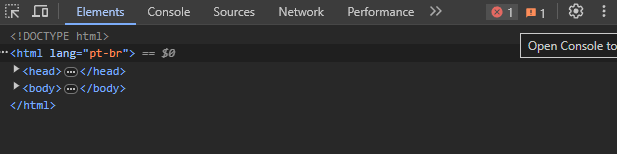 Elements Console Sources Network Performance 1 1
<!DOCTYPE html>
<html lang="pt-br"> == $0
Open Console to
<head> ··· </head>
<body> ··· </body>
</html>